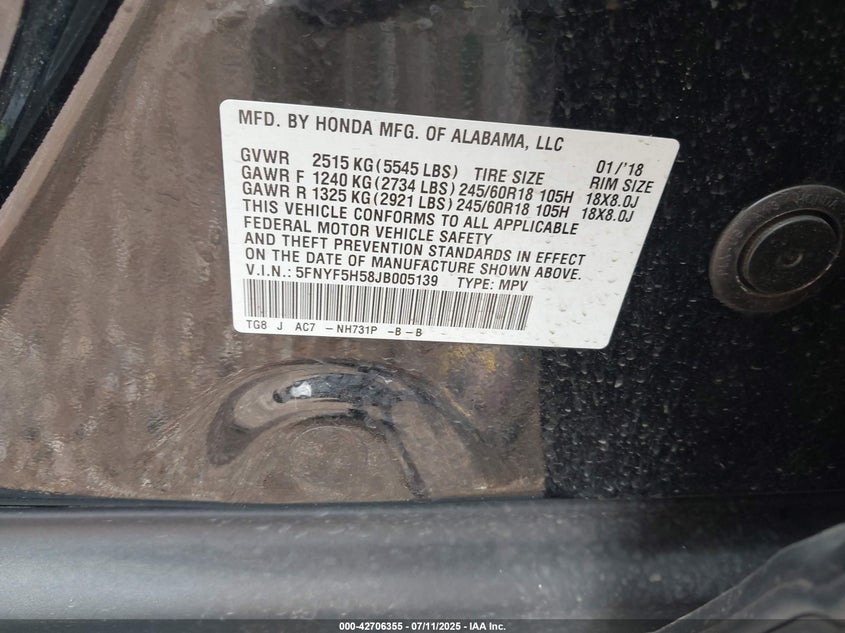 MFD. BY HONDA MFG. OF ALABAMA, LLC
GVWR 2515 KG (5545 LBS) TIRE SIZE 01/'18 RIM SIZE
GAWR F 1240 KG (2734 LBS) 245/60R18 105H 18X8.0J
GAWR R 1325 KG (2921 LBS) 245/60R18 105H 18X8.0J
THIS VEHICLE CONFORMS TO ALL APPLICABLE
FEDERAL MOTOR VEHICLE SAFETY
AND THEFT PREVENTION STANDARDS IN EFFECT
ON THE DATE OF MANUFACTURE SHOWN ABOVE.
V.I.N.: 5FNYF5H58JB005139 TYPE: MPV
TG8 J AC7 -NH731P -B-B
HONDA
000-42706355 - 07/11/2025 - IAA Inc.